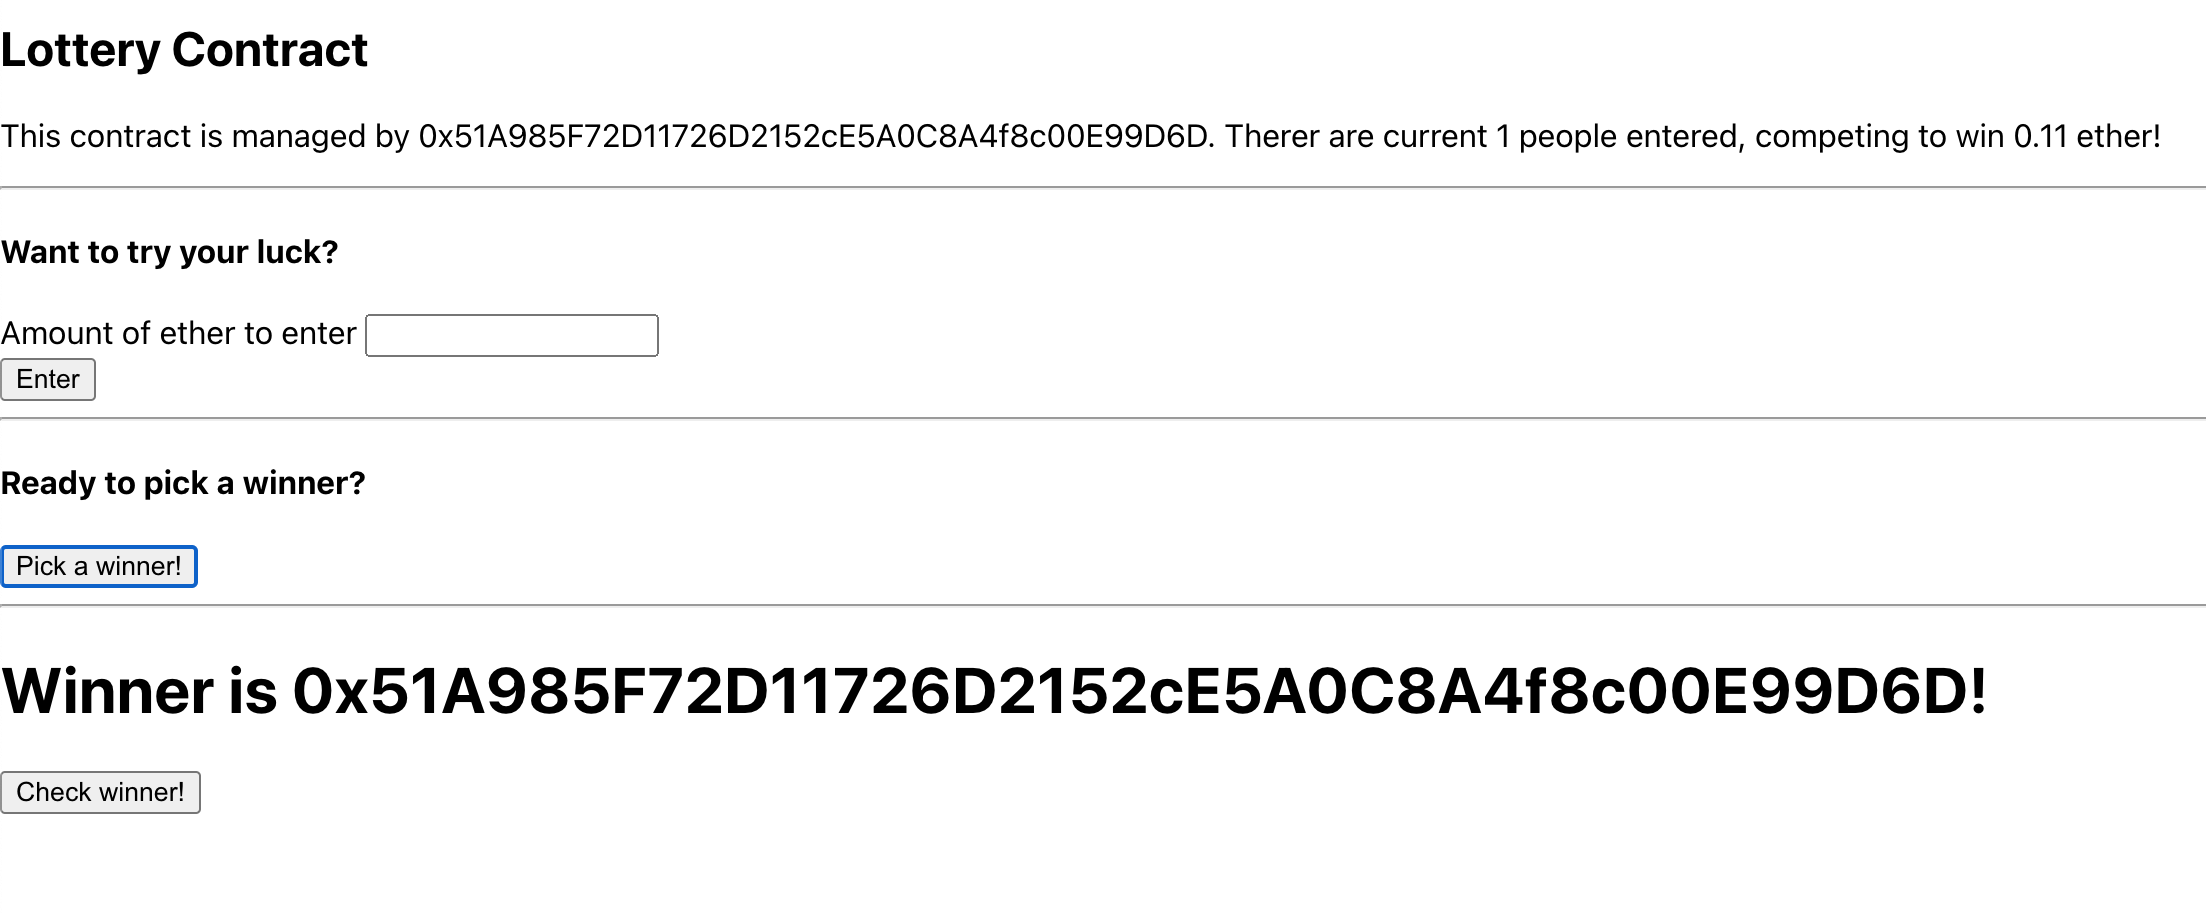 Lottery Contract
This contract is managed by 0x51A985F72D11726D2152cE5A0C8A4f8c00E99D6D. Therer are current 1 people entered, competing to win 0.11 ether!
Want to try your luck?
Amount of ether to enter
Enter
Ready to pick a winner?
Pick a winner!
Winner is 0x51A985F72D11726D2152cE5A0C8A4f8c00E99D6D!
Check winner!